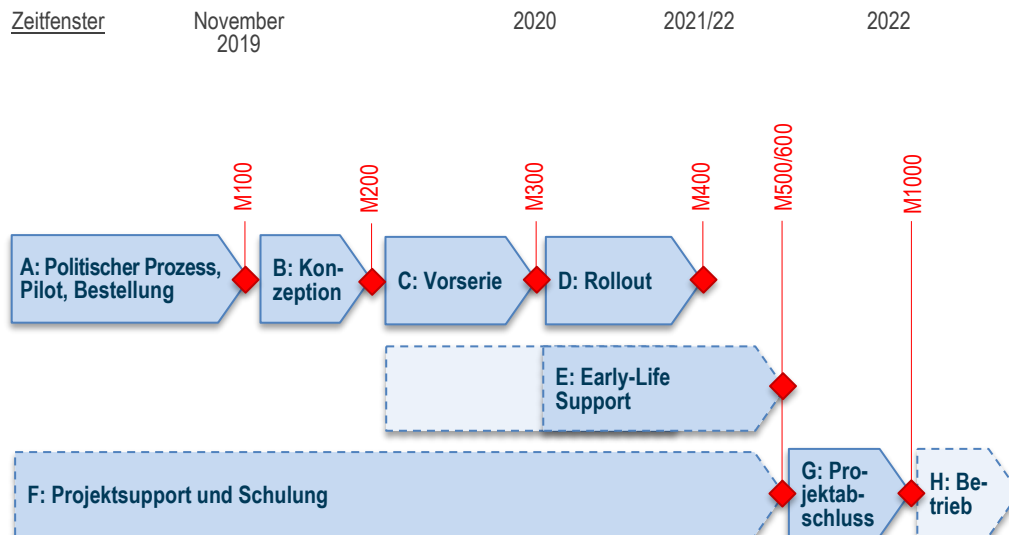 Zeitfenster
November
2019
2020
2021/22
2022
M100
M200
M300
M400
M500/600
M1000
A: Politischer Prozess,
Pilot, Bestellung
B: Kon-
zeption
C: Vorserie
D: Rollout
E: Early-Life
Support
F: Projektsupport und Schulung
G: Pro-
jektab-
schluss
H: Be-
trieb